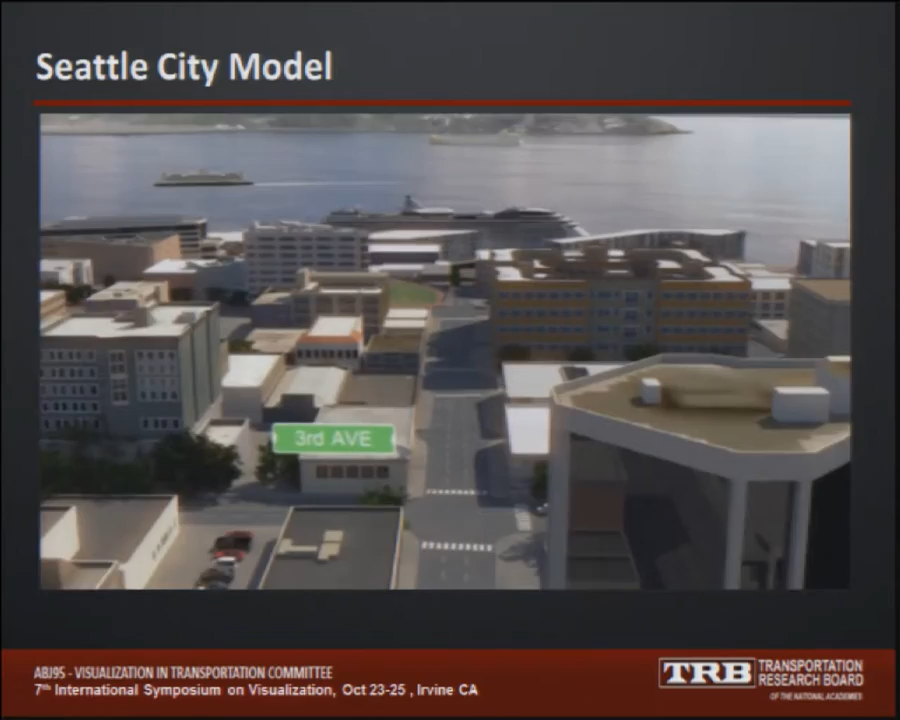 Seattle City Model
3rd AVE
ABJ95 - VISUALIZATION IN TRANSPORTATION COMMITTEE
7th International Symposium on Visualization, Oct 23-25 , Irvine CA
TRB TRANSPORTATION
RESEARCH BOARD
OF THE NATIONAL ACADEMIES